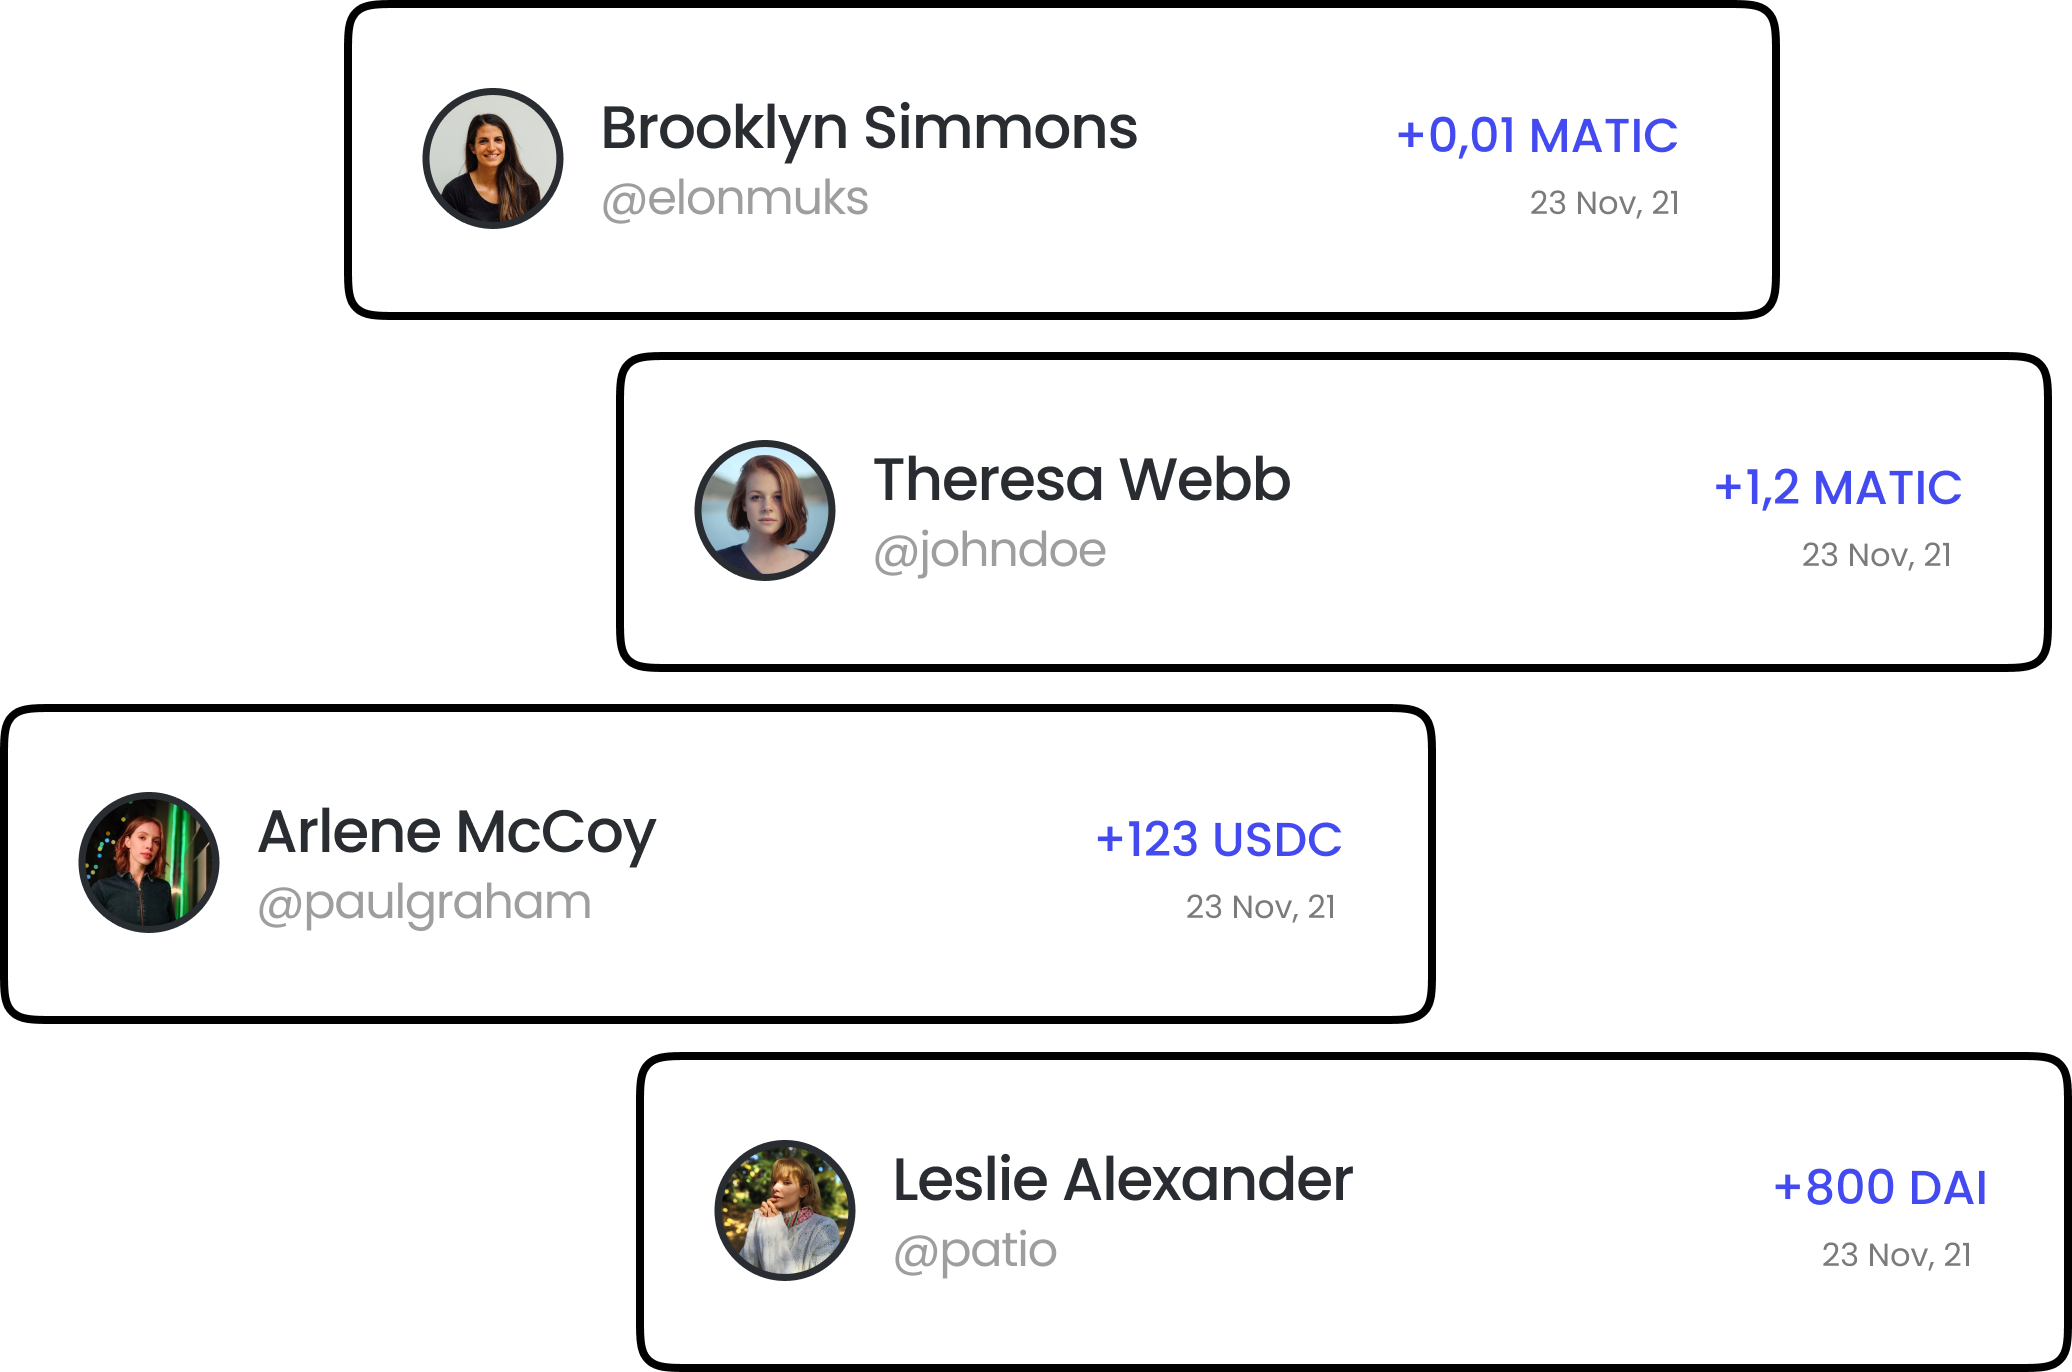 Brooklyn Simmons
@elonmuks
+0,01 MATIC
23 Nov, 21
Theresa Webb
@johndoe
+1,2 MATIC
23 Nov, 21
Arlene McCoy
@paulgraham
+123 USDC
23 Nov, 21
Leslie Alexander
@patio
+800 DAI
23 Nov, 21